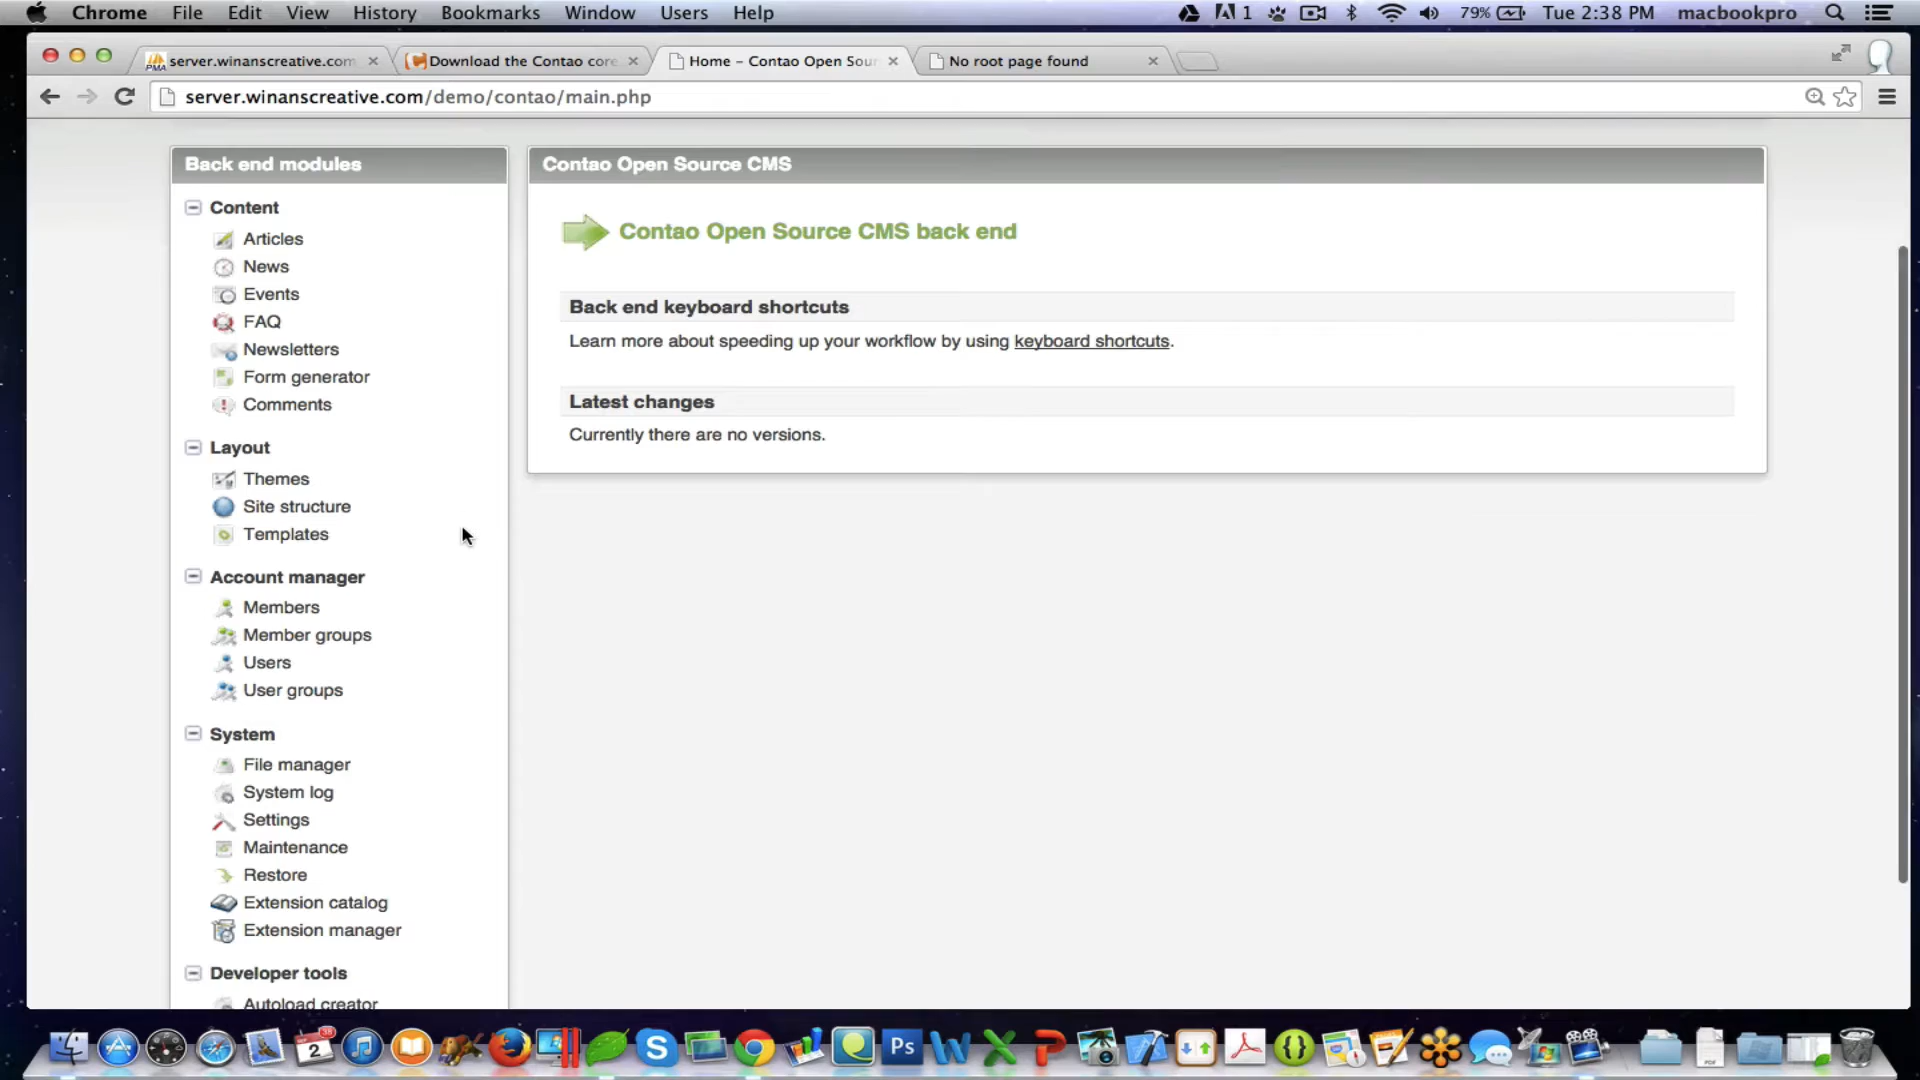 Chrome File Edit View History Bookmarks Window Users Help 1 79% Tue 2:38 PM macbookpro
server.winanscreative.com Download the Contao core Home – Contao Open Sour No root page found
server.winanscreative.com/demo/contao/main.php
Back end modules
Content
Articles
News
Events
FAQ
Newsletters
Form generator
Comments
Layout
Themes
Site structure
Templates
Account manager
Members
Member groups
Users
User groups
System
File manager
System log
Settings
Maintenance
Restore
Extension catalog
Extension manager
Developer tools
Autoload creator
Contao Open Source CMS
Contao Open Source CMS back end
Back end keyboard shortcuts
Learn more about speeding up your workflow by using keyboard shortcuts.
Latest changes
Currently there are no versions.
2
Ps